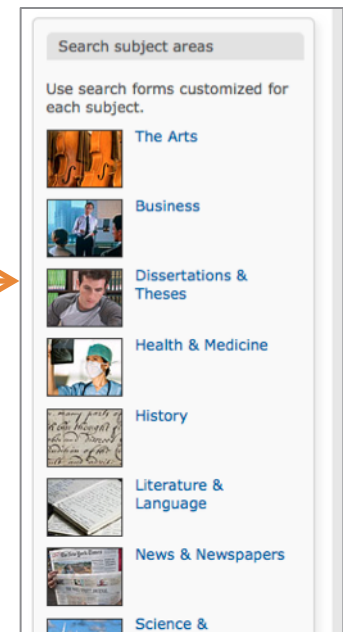 Search subject areas
Use search forms customized for
each subject.
The Arts
Business
Dissertations &
Theses
Health & Medicine
History
Literature &
Language
News & Newspapers
Science &